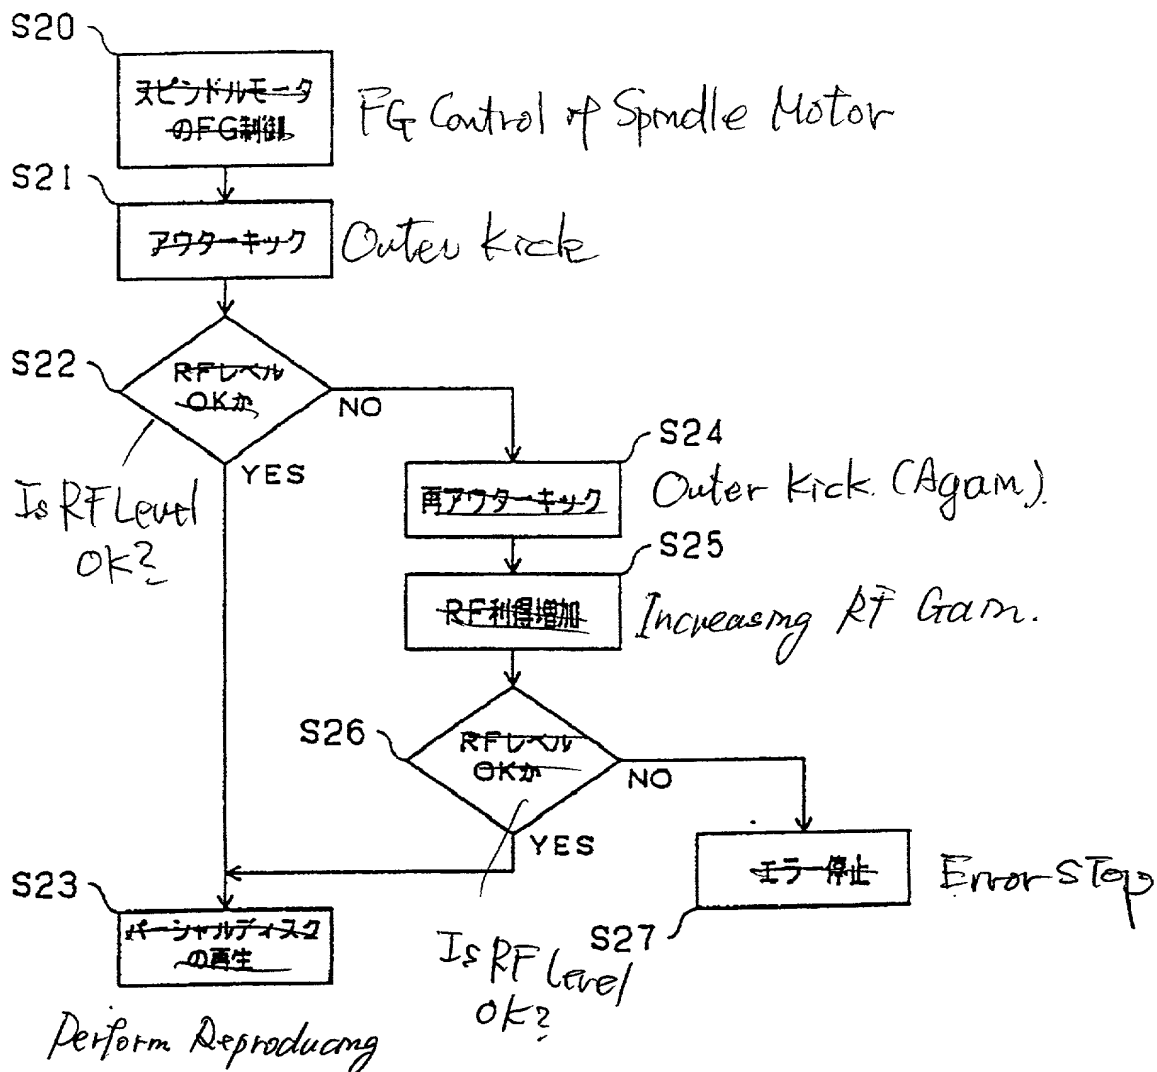 S20
スピンドルモータ
のFG制御
FG Control of Spindle Motor
S21
アウターキック
Outer Kick
S22
RFレベル
OKか
NO
YES
Is RF Level
OK?
S24
再アウターキック
Outer Kick. (Again).
S25
RF利得増加
Increasing RF Gain.
S26
RFレベル
OKか
NO
YES
Is RF Level
OK?
S27
エラー停止
Error Stop
S23
パーシャルディスク
の再生
Perform Reproducing